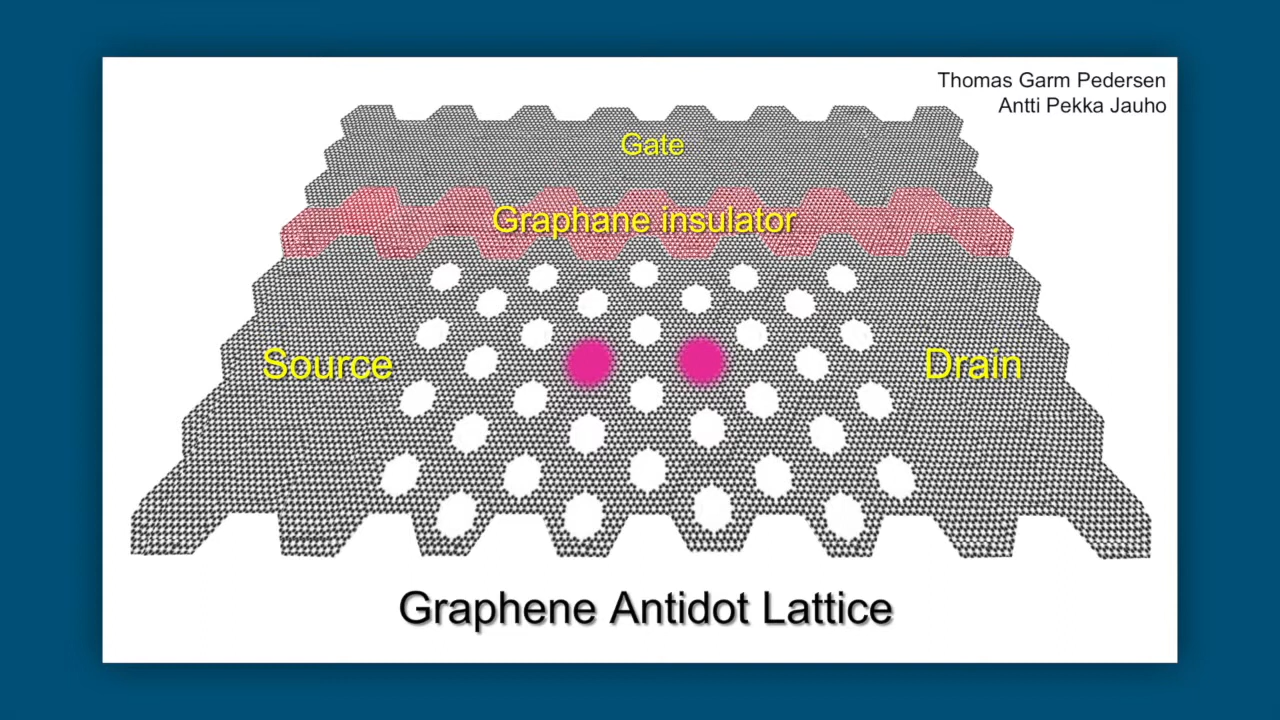 Thomas Garm Pedersen
Antti Pekka Jauho
Gate
Graphane insulator
Source
Drain
Graphene Antidot Lattice